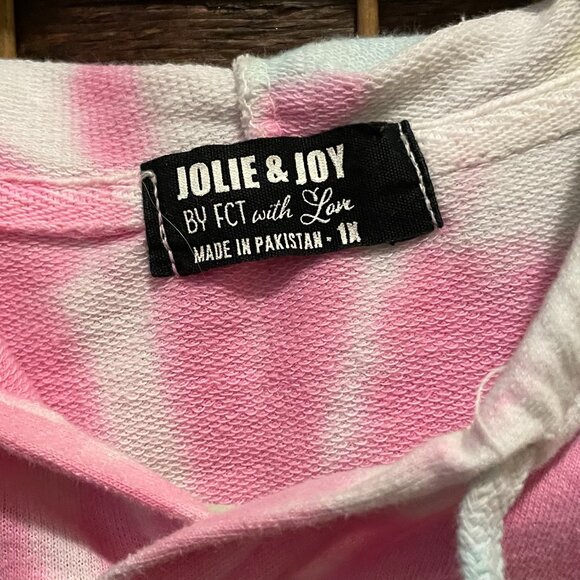 JOLIE & JOY
BY FCT with Love
MADE IN PAKISTAN - 1X